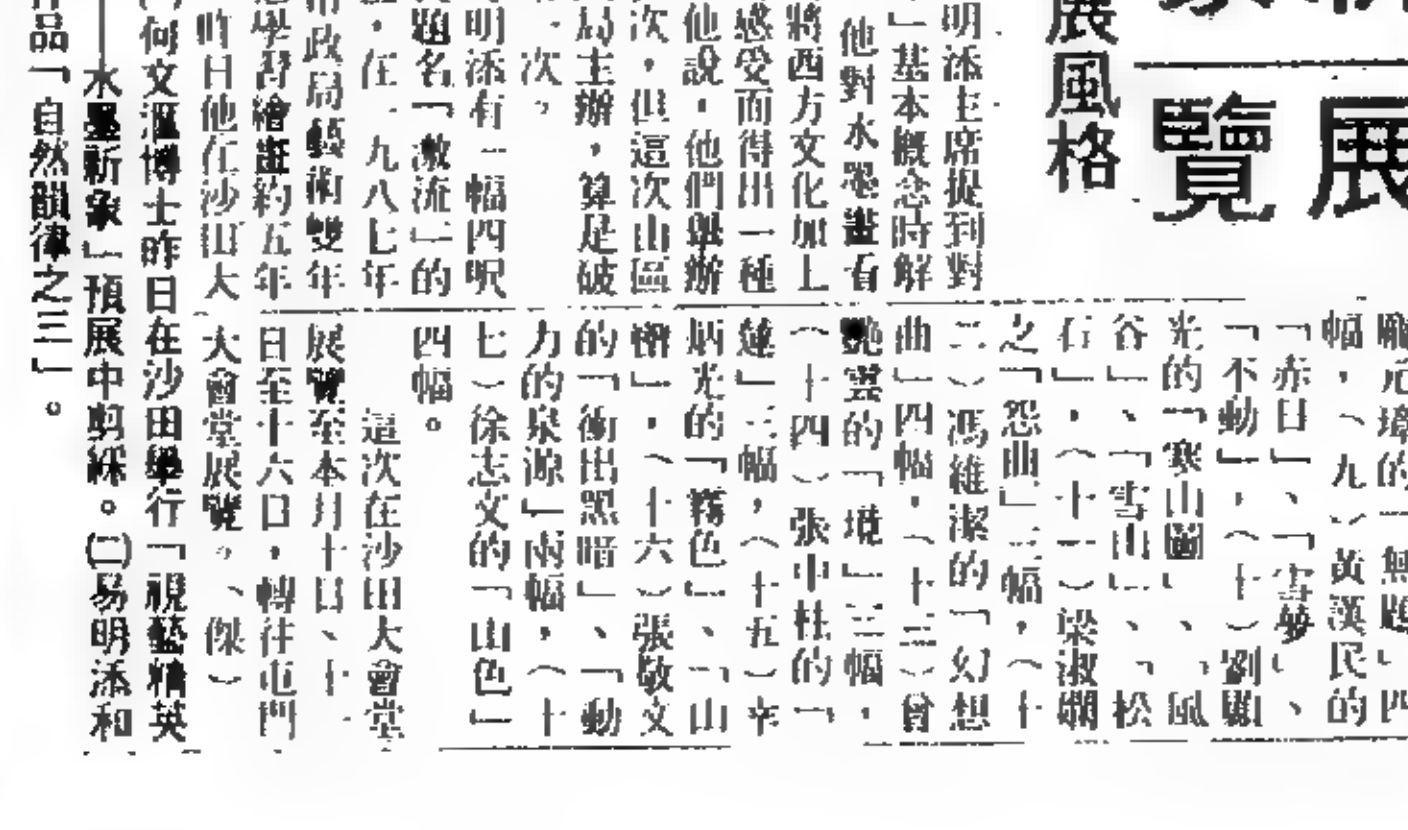 展覽
展風格
明添主席提到對
」基本概念時解
他對水墨畫看
將西方文化加上
感受而得出一種
他說,他們舉辦
次,但這次山區
局主辦,算是破
次。
明添有一幅四呎
題名「激流」的
,在一九八七年
市政局藝術雙年
學習繪畫約五年
昨日他在沙田大
元璋的「無題」四
幅,(九)黃漢民的
「赤日」、「雪夢」、
「不動」,(十)劉顯
光的「寒山圖」、「風
谷」、「雪山」、「松
石」,(十一)梁淑嫻
之「怨曲」三幅,(十
二)馮維潔的「幻想
曲」四幅,(十三)曾
艷雲的「」三幅,
(十四)張中柱的「
蓮」三幅,(十五)辛
炳光的「霧色」、「山
」,(十六)張敬文
的「衝出黑暗」、「動
力的泉源」兩幅,(十
七)徐志文的「山色」
四幅。
這次在沙田大會堂
展覽至本月十日、十一
日至十六日,轉往屯門
大會堂展覽。(傑)
何文滙博士昨日在沙田舉行「視藝精英
——水墨新象」預展中剪綵。(二)易明添和
作品「自然韻律之三」。